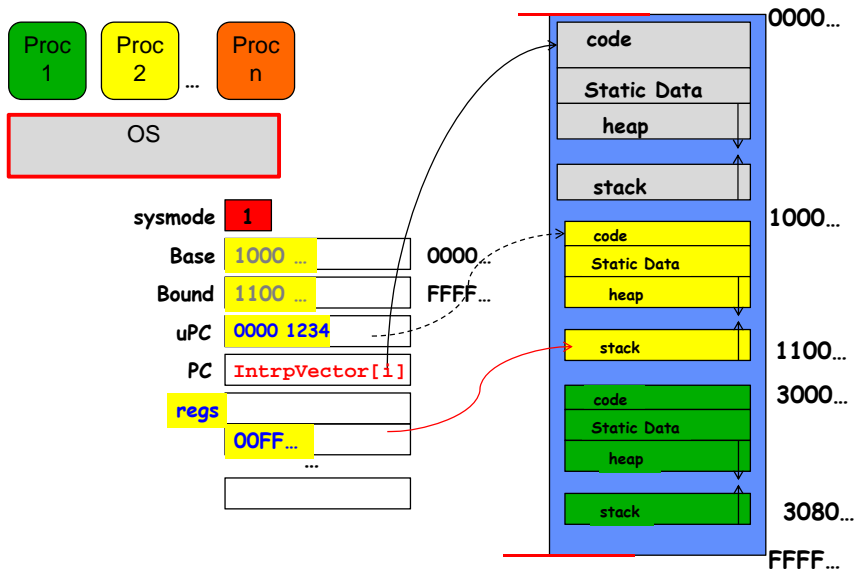 Proc
1
Proc
2
...
Proc
n
OS
sysmode 1
Base 1000 ... 0000...
Bound 1100 ... FFFF...
uPC 0000 1234
PC IntrpVector[i]
regs
00FF...
...
0000...
code
Static Data
heap
stack
1000...
code
Static Data
heap
stack
1100...
3000...
code
Static Data
heap
stack
3080...
FFFF...